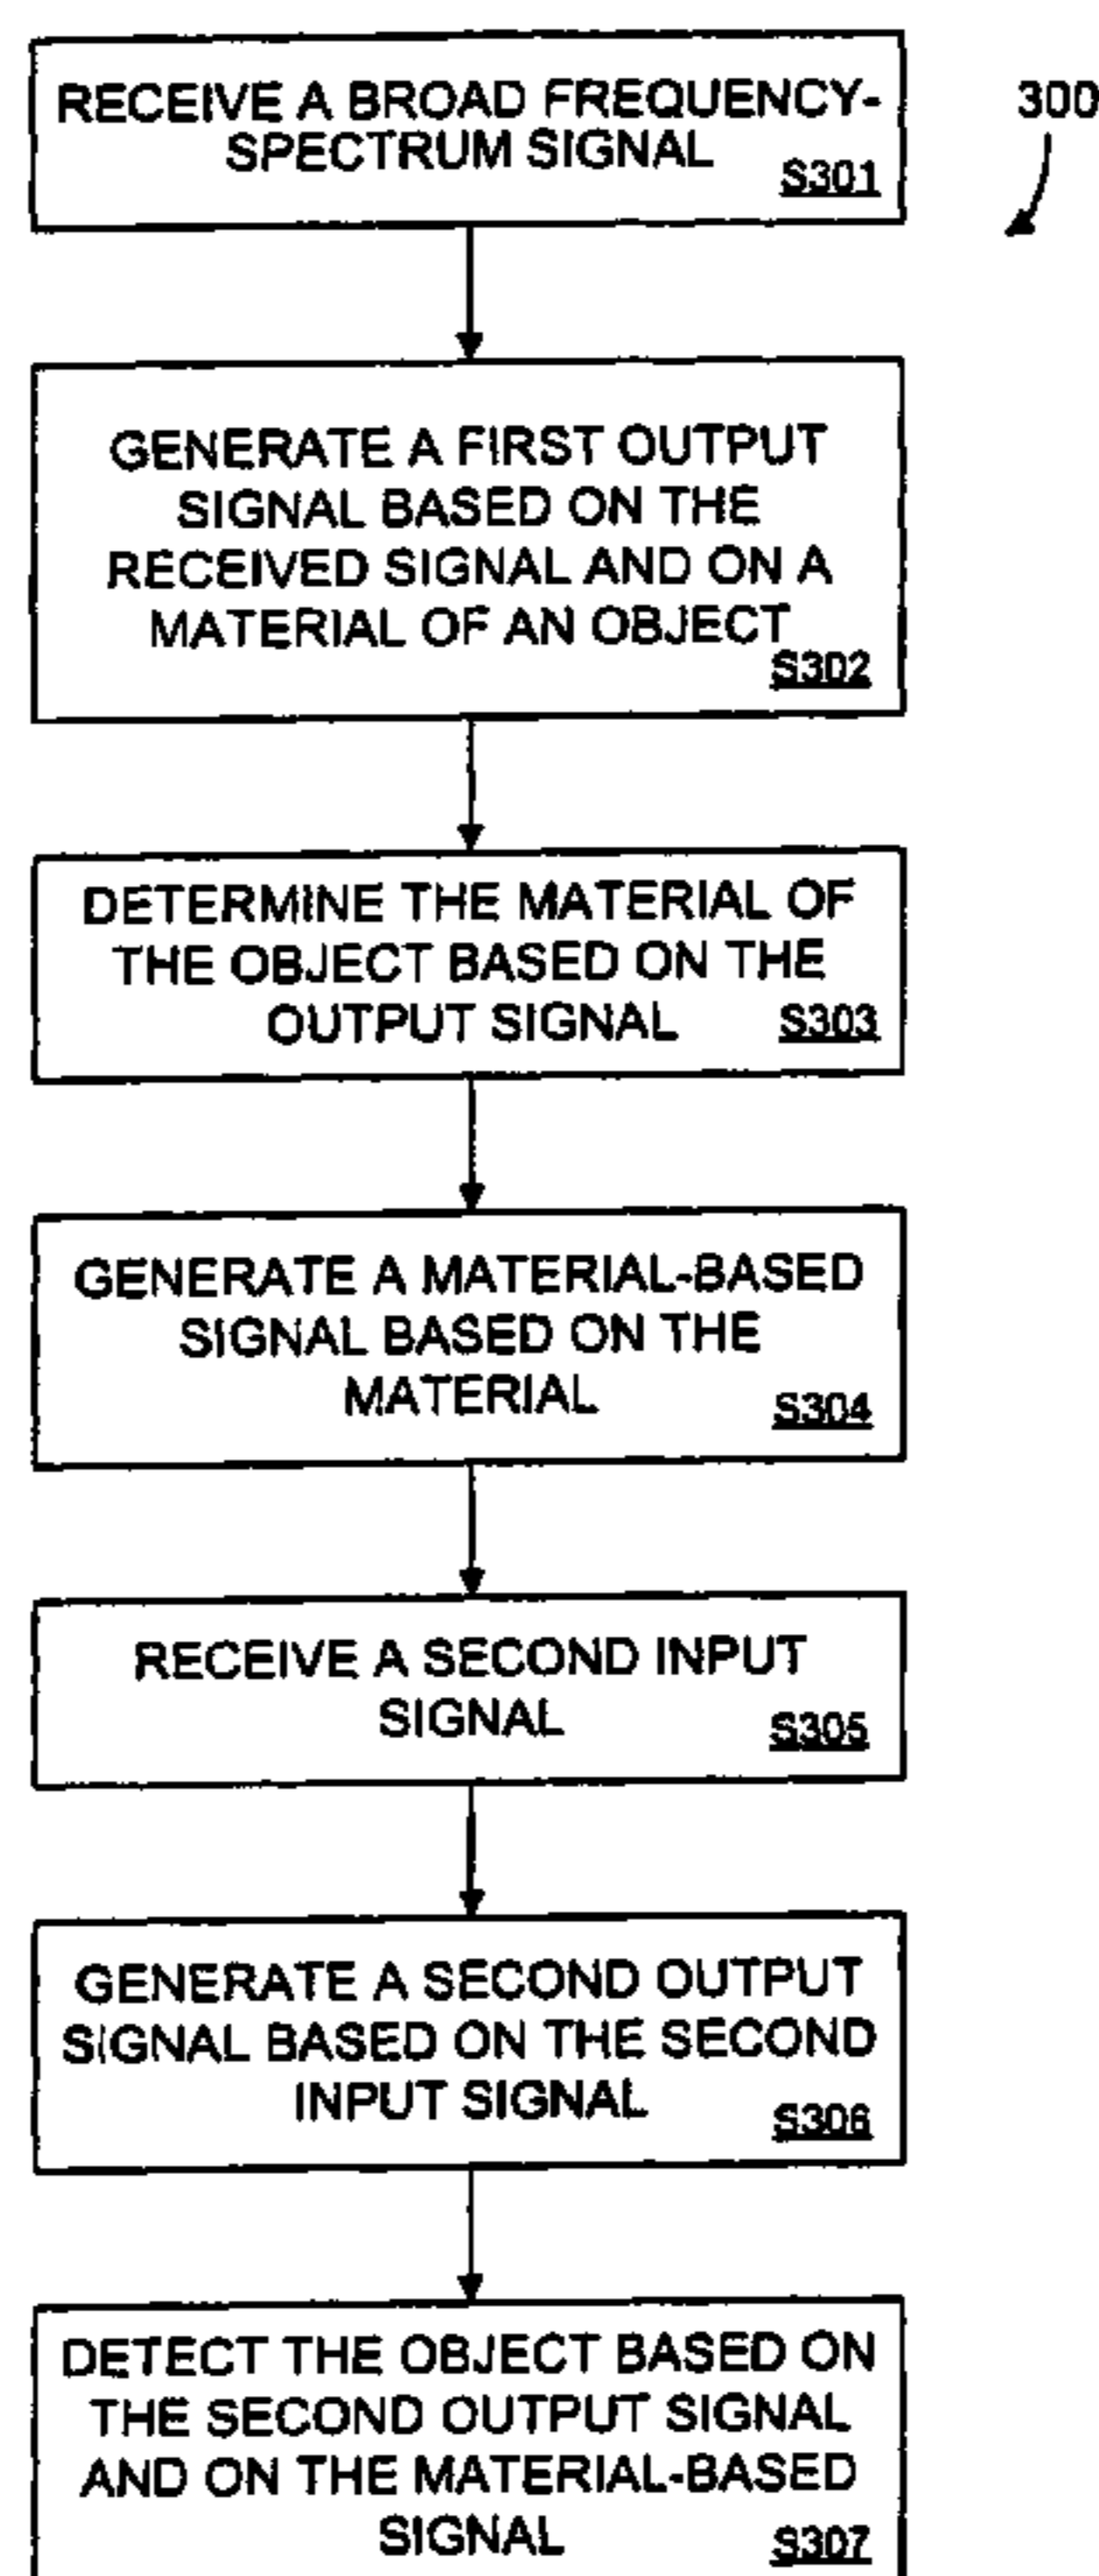 RECEIVE A BROAD FREQUENCY-
SPECTRUM SIGNAL
S301
300
GENERATE A FIRST OUTPUT
SIGNAL BASED ON THE
RECEIVED SIGNAL AND ON A
MATERIAL OF AN OBJECT
S302
DETERMINE THE MATERIAL OF
THE OBJECT BASED ON THE
OUTPUT SIGNAL S303
GENERATE A MATERIAL-BASED
SIGNAL BASED ON THE
MATERIAL S304
RECEIVE A SECOND INPUT
SIGNAL S305
GENERATE A SECOND OUTPUT
SIGNAL BASED ON THE SECOND
INPUT SIGNAL S306
DETECT THE OBJECT BASED ON
THE SECOND OUTPUT SIGNAL
AND ON THE MATERIAL-BASED
SIGNAL S307